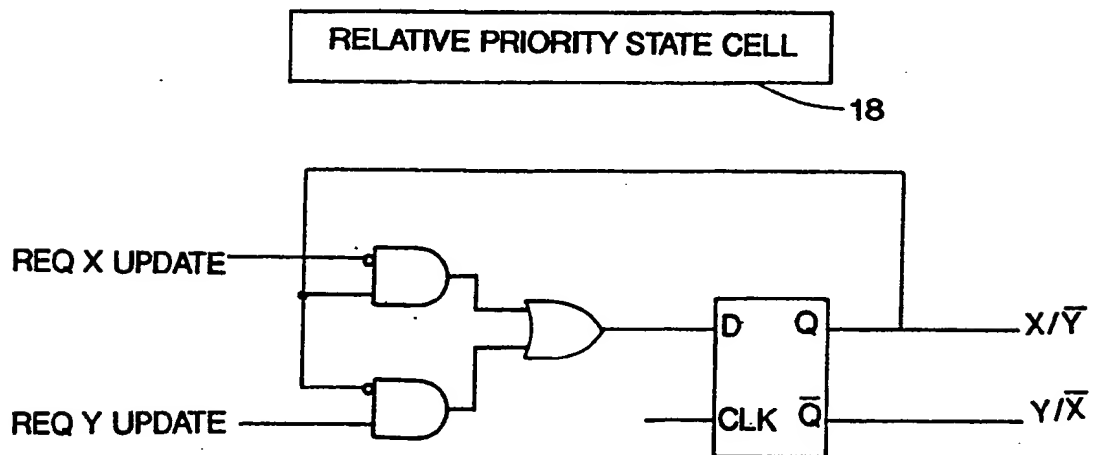 RELATIVE PRIORITY STATE CELL
18
REQ X UPDATE
REQ Y UPDATE
D Q
CLK Q̅
X/Y̅
Y/X̅